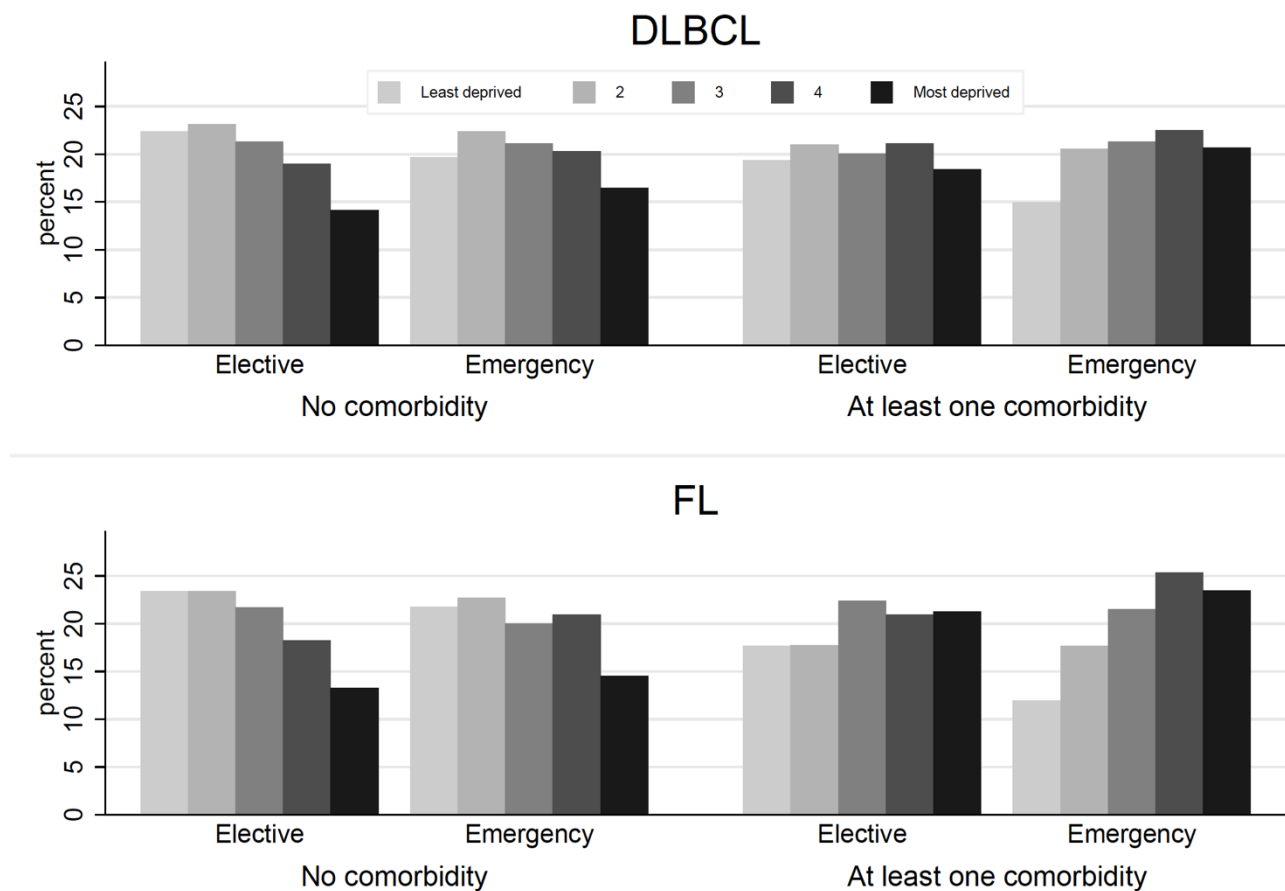 DLBCL
Least deprived 2 3 4 Most deprived
percent
25
20
15
10
5
0
Elective Emergency Elective Emergency
No comorbidity At least one comorbidity
FL
percent
25
20
15
10
5
0
Elective Emergency Elective Emergency
No comorbidity At least one comorbidity